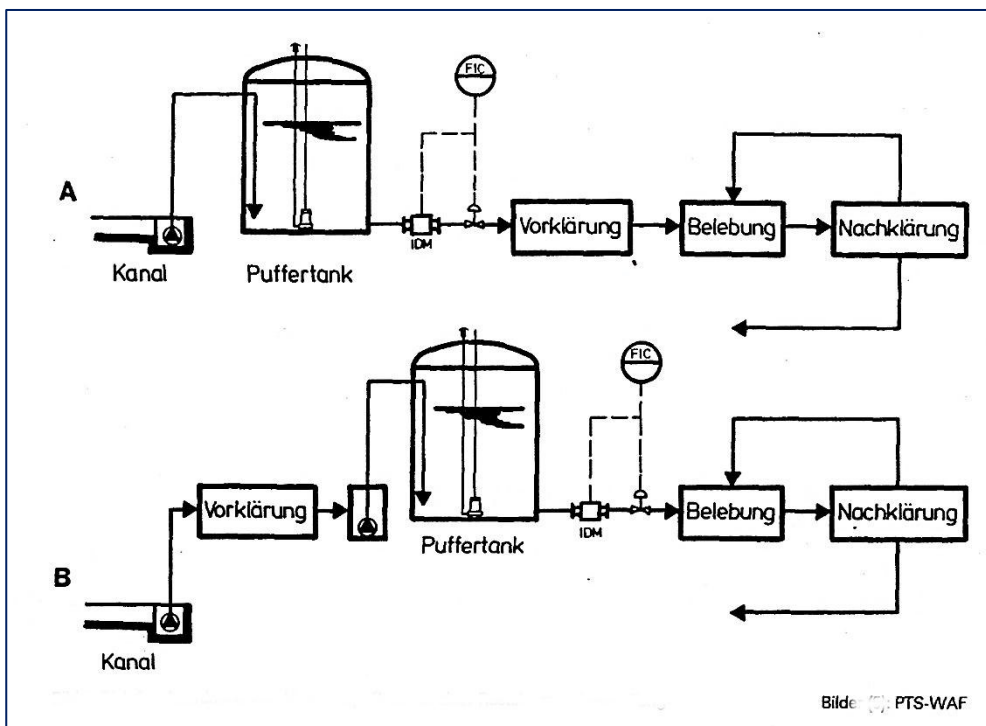 FIC
A
IDM
Vorklärung
Belebung
Nachklärung
Kanal
Puffertank
FIC
Vorklärung
IDM
Belebung
Nachklärung
Puffertank
B
Kanal
PTS-WAF